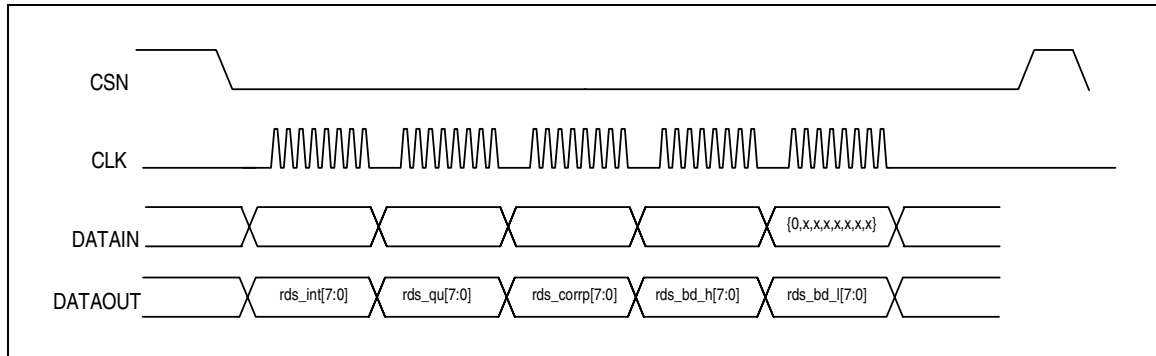 CSN
CLK
DATAIN
{0,x,x,x,x,x,x,x}
DATAOUT
rds_int[7:0]
rds_qu[7:0]
rds_corrp[7:0]
rds_bd_h[7:0]
rds_bd_l[7:0]